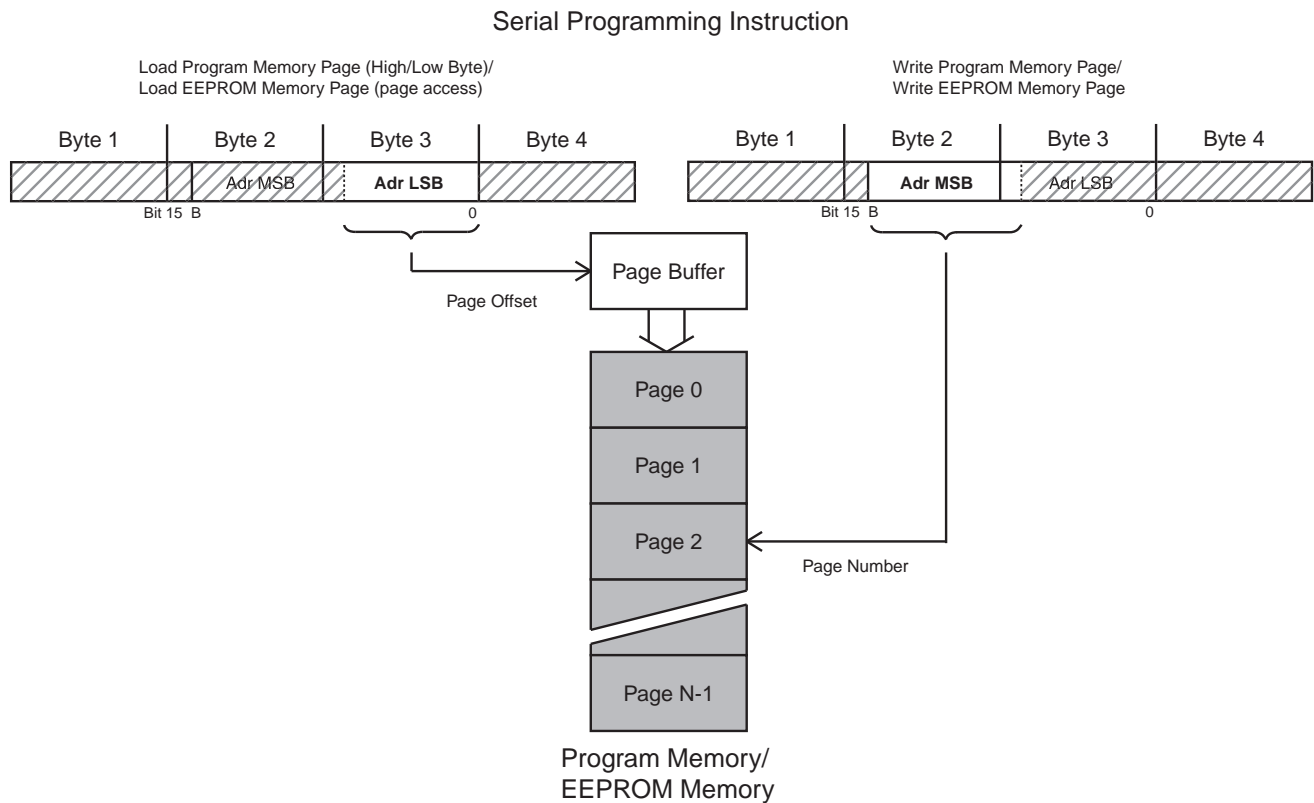 Serial Programming Instruction
Load Program Memory Page (High/Low Byte)/
Load EEPROM Memory Page (page access)
Write Program Memory Page/
Write EEPROM Memory Page
Byte 1 Byte 2 Byte 3 Byte 4
Byte 1 Byte 2 Byte 3 Byte 4
Adr MSB Adr LSB
Adr MSB Adr LSB
Bit 15 B 0
Bit 15 B 0
Page Buffer
Page Offset
Page 0
Page 1
Page 2
Page Number
Page N-1
Program Memory/
EEPROM Memory